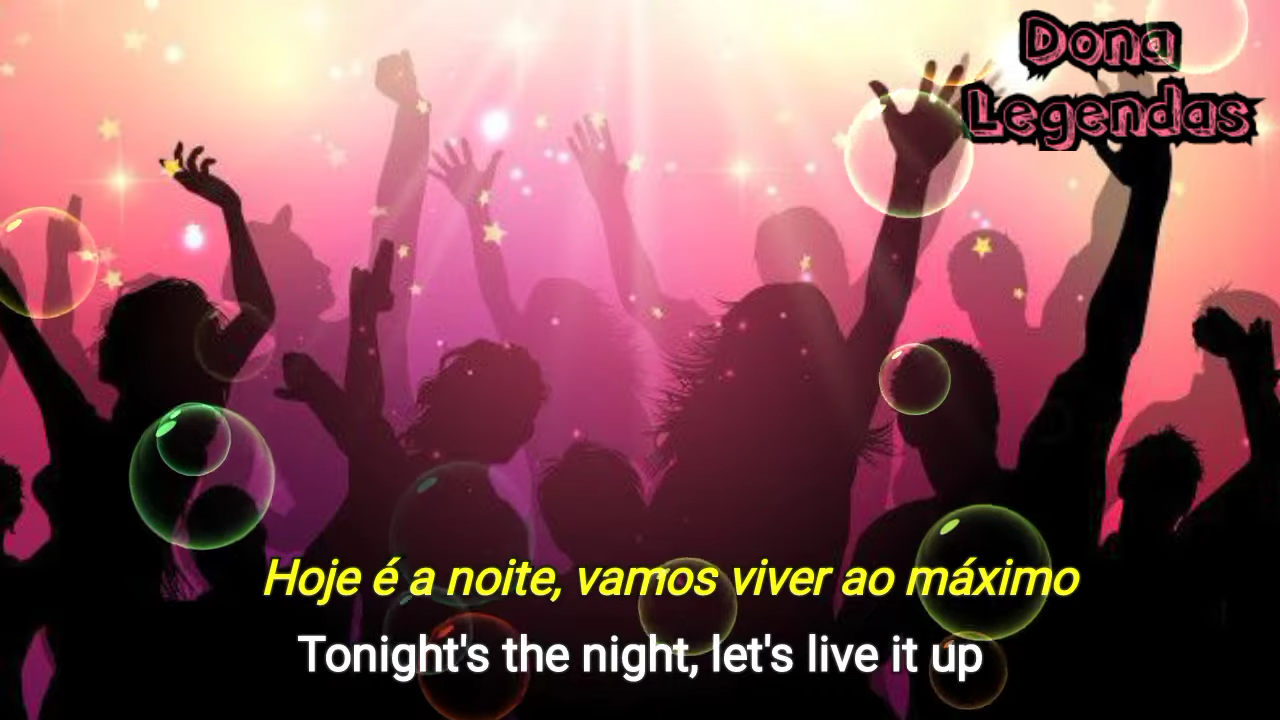 Dona
Legendas
Hoje é a noite, vamos viver ao máximo
Tonight's the night, let's live it up